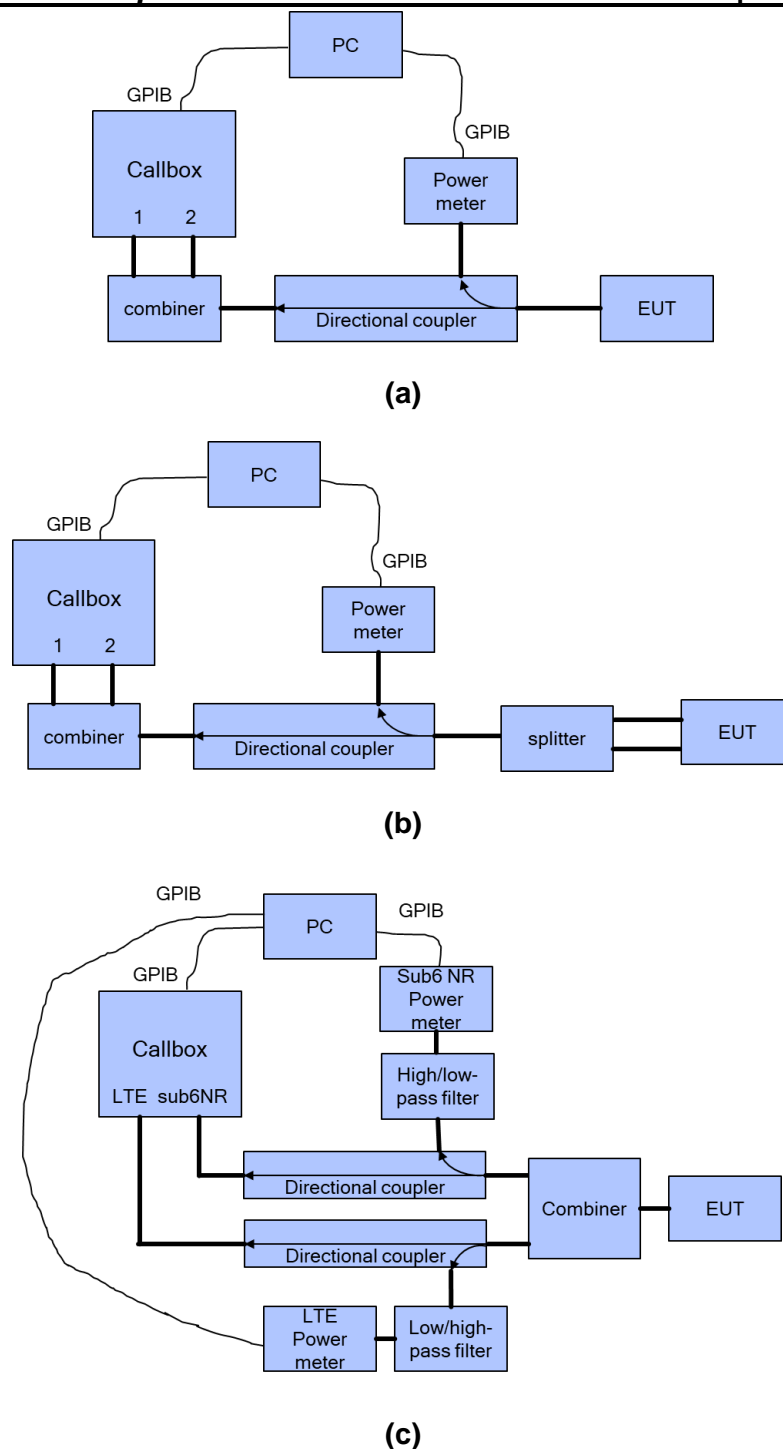 PC
GPIB
GPIB
Callbox
1 2
Power
meter
combiner
Directional coupler
EUT
(a)
PC
GPIB
GPIB
Callbox
1 2
Power
meter
combiner
Directional coupler
splitter
EUT
(b)
GPIB
PC
GPIB
GPIB
Callbox
LTE sub6NR
Sub6 NR
Power
meter
High/low-
pass filter
Directional coupler
Combiner
EUT
Directional coupler
LTE
Power
meter
Low/high-
pass filter
(c)